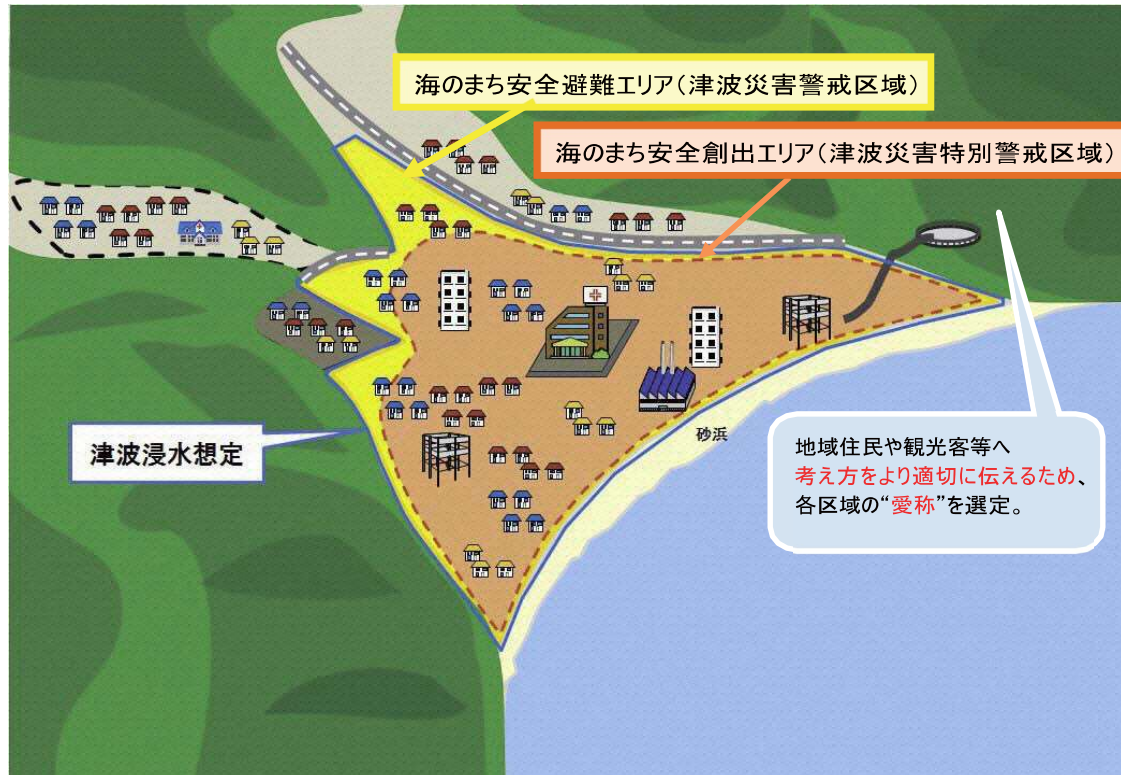 海のまち安全避難エリア(津波災害警戒区域)
海のまち安全創出エリア(津波災害特別警戒区域)
津波浸水想定
砂浜
地域住民や観光客等へ
考え方をより適切に伝えるため、
各区域の“愛称”を選定。